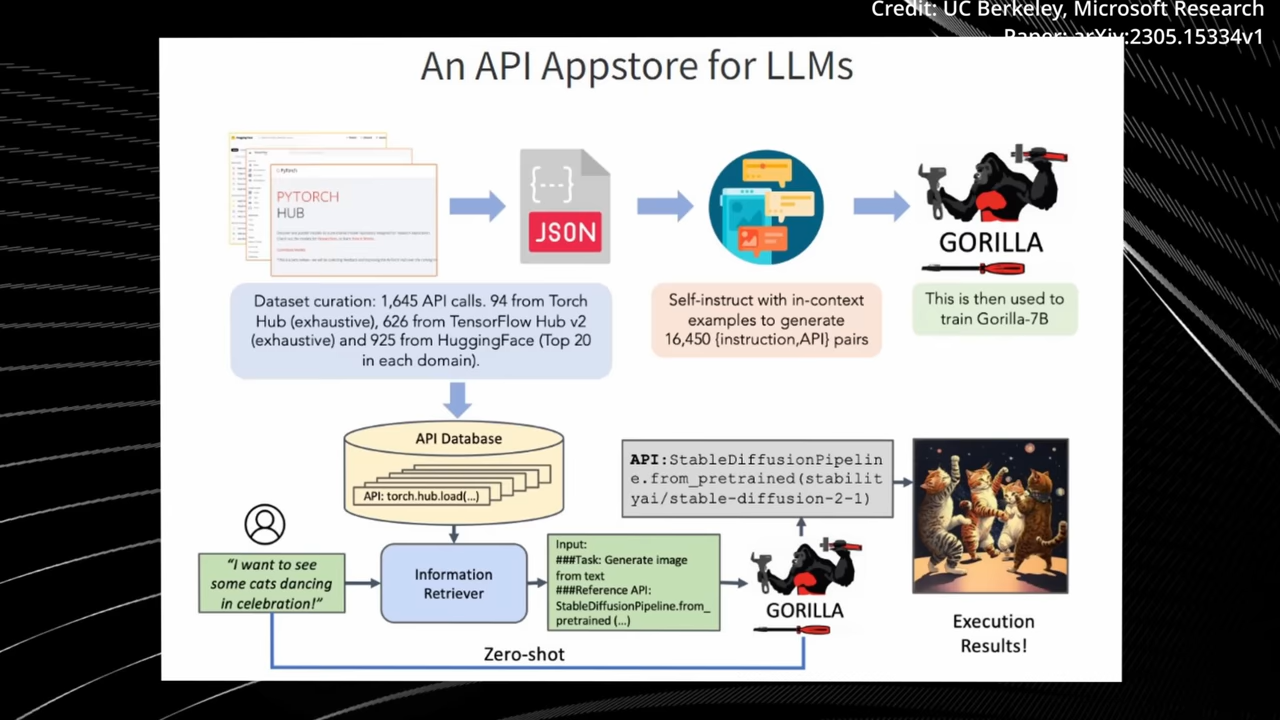 Credit: UC Berkeley, Microsoft Research
Paper: arXiv:2305.15334v1
An API Appstore for LLMs
PyTorch
PYTORCH
HUB
{---}
JSON
GORILLA
Dataset curation: 1,645 API calls. 94 from Torch
Hub (exhaustive), 626 from TensorFlow Hub v2
(exhaustive) and 925 from HuggingFace (Top 20
in each domain).
Self-instruct with in-context
examples to generate
16,450 {instruction,API} pairs
This is then used to
train Gorilla-7B
API Database
API: torch.hub.load(...)
API:StableDiffusionPipelin
e.from_pretrained(stabilit
yai/stable-diffusion-2-1)
“I want to see
some cats dancing
in celebration!”
Information
Retriever
Input:
###Task: Generate image
from text
###Reference API:
StableDiffusionPipeline.from_
pretrained (...)
GORILLA
Execution
Results!
Zero-shot